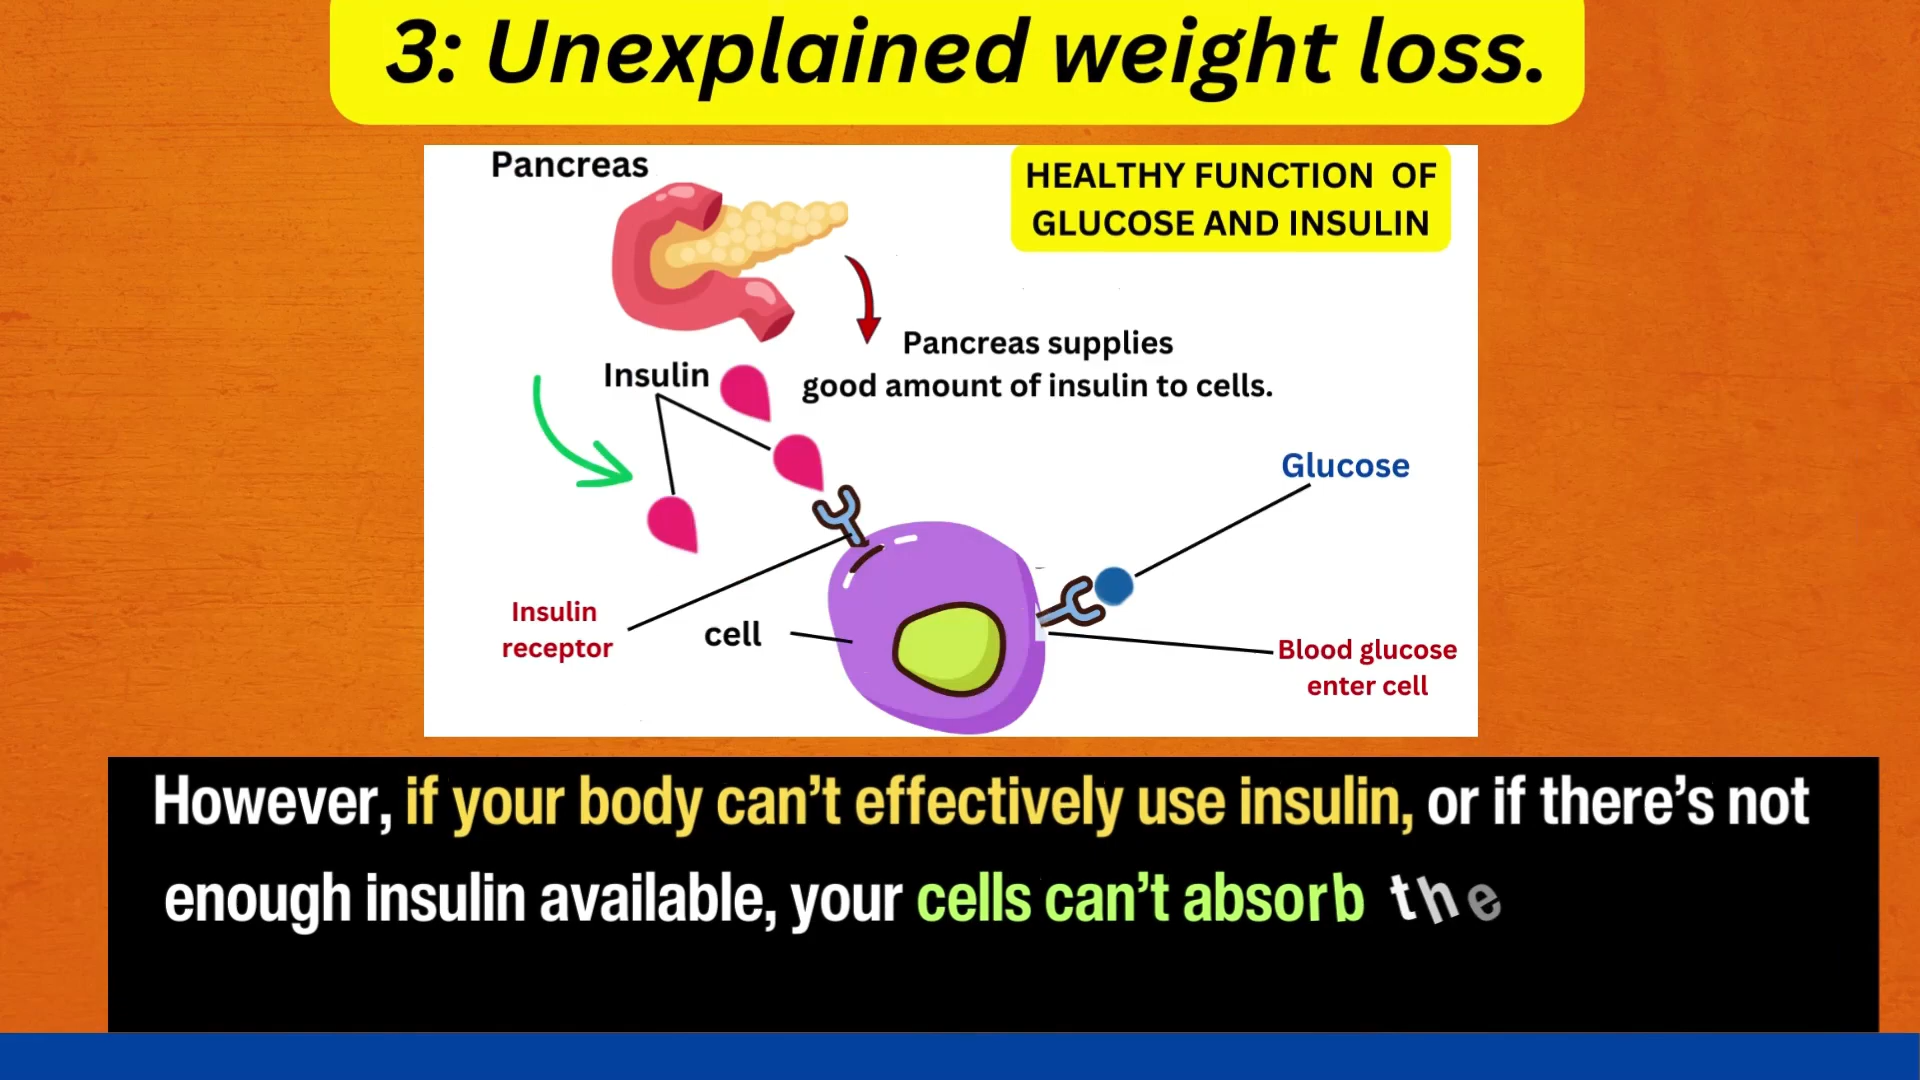 3: Unexplained weight loss.
Pancreas
HEALTHY FUNCTION OF
GLUCOSE AND INSULIN
Pancreas supplies
good amount of insulin to cells.
Insulin
Glucose
Insulin
receptor
cell
Blood glucose
enter cell
However, if your body can’t effectively use insulin, or if there’s not
enough insulin available, your cells can’t absorb the